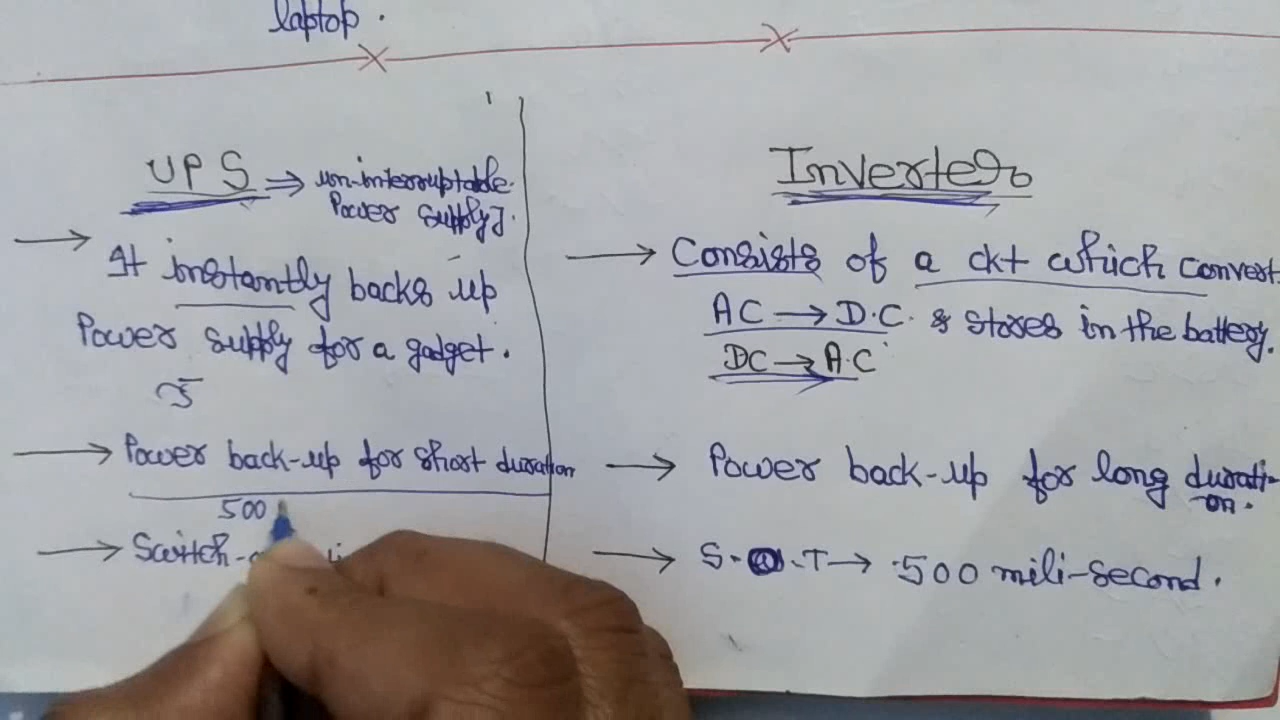 laptop.
UPS ⇒ un-interruptable
Power Supply].
→ It instantly backs up
Power supply for a gadget.
→ Power back-up for short duration
500
→ Switch-
Inverter
→ Consists of a ckt which convert
AC → D.C. & stores in the battery.
DC → A.C
→ Power back-up for long durati-
on.
→ S. .T → .500 mili-second.